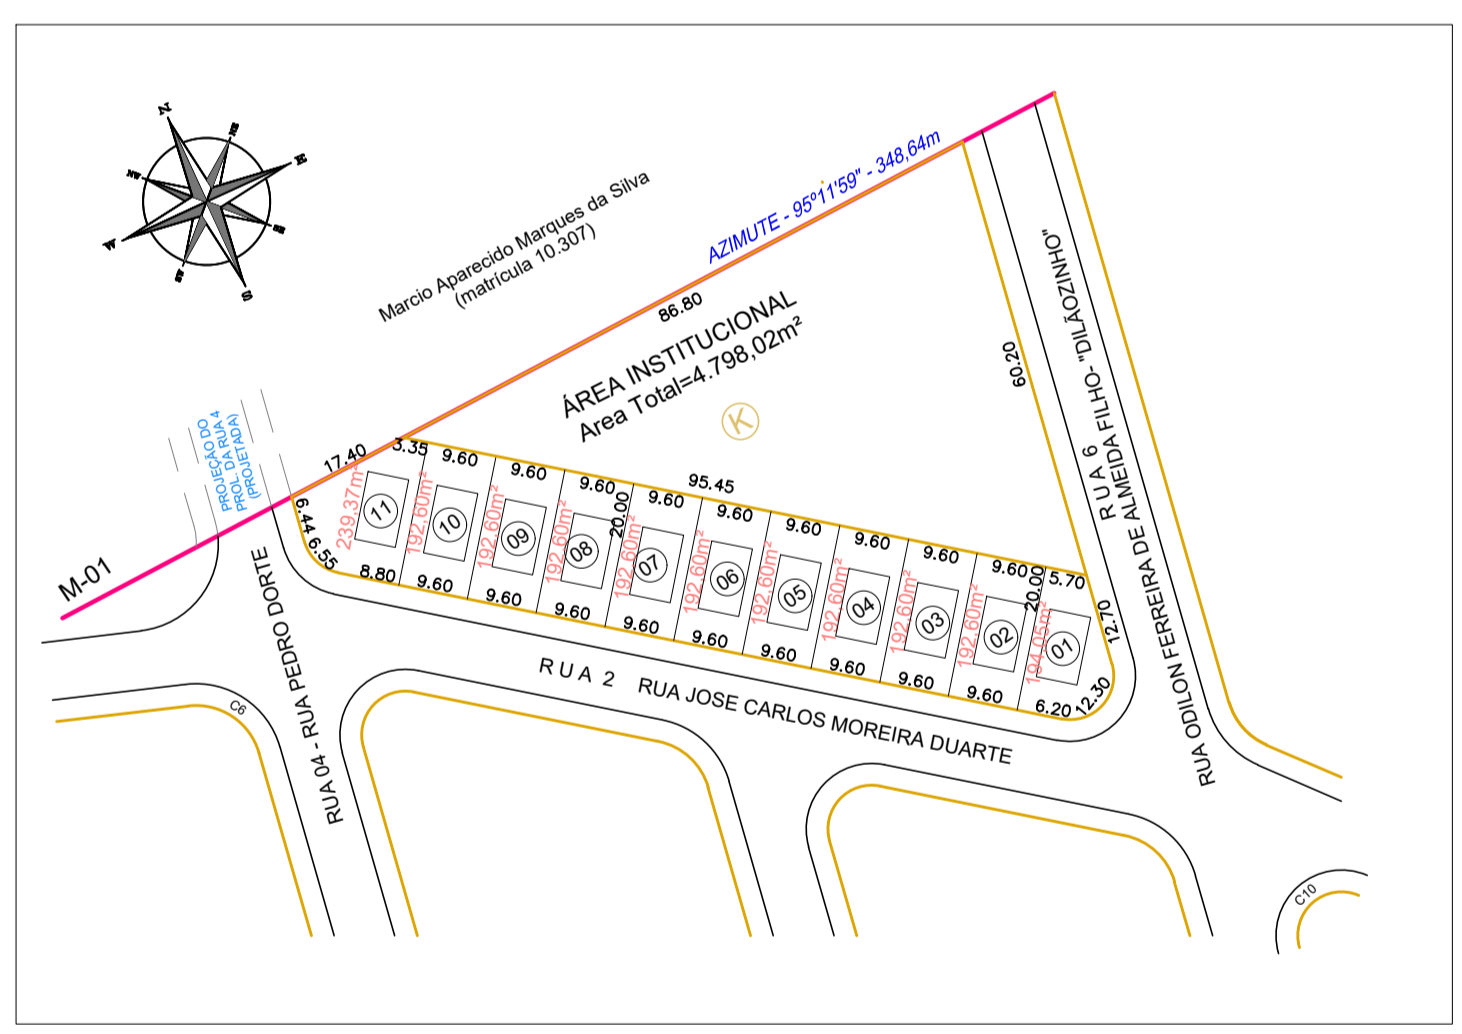 N
EN
E
NW
W
SE
SW
S
Marcio Aparecido Marques da Silva
(matrícula 10.307)
AZIMUTE - 95°11'59" - 348,64m
86.80
ÁREA INSTITUCIONAL
Area Total=4.798,02m²
K
60.20
RUA 6
RUA ODILON FERREIRA DE ALMEIDA FILHO- "DILÃOZINHO"
PROJEÇÃO DO
PROL. DA RUA 4
(PROJETADA)
17.40
3.35
9.60
9.60
9.60
9.60
9.60
9.60
9.60
9.60
9.60
5.70
95.45
20.00
20.00
6.44
6.55
239.37m²
11
192.60m²
10
192.60m²
09
192.60m²
08
192.60m²
07
192.60m²
06
192.60m²
05
192.60m²
04
192.60m²
03
192.60m²
02
194.05m²
01
12.70
12.30
8.80
9.60
9.60
9.60
9.60
9.60
9.60
9.60
9.60
9.60
6.20
M-01
RUA 04 - RUA PEDRO DORTE
RUA 2 RUA JOSE CARLOS MOREIRA DUARTE
C6
C10